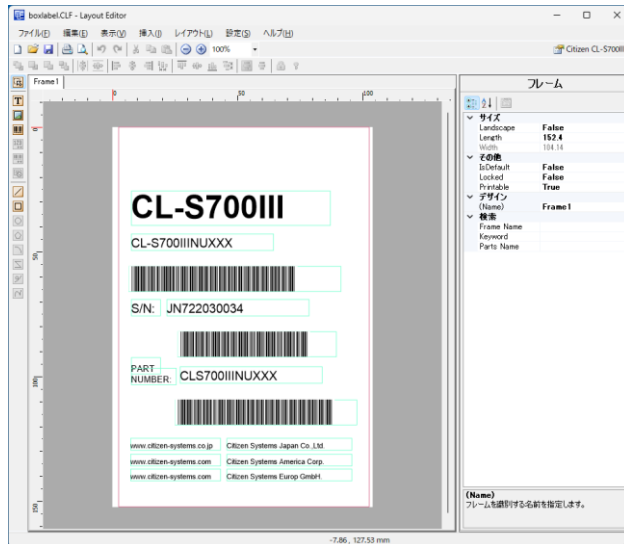 boxlabel.CLF - Layout Editor
ファイル(F) 編集(E) 表示(V) 挿入(I) レイアウト(L) 設定(S) ヘルプ(H)
100%
Citizen CL-S700III
Frame1
フレーム
0 50 100
0
50
100
150
CL-S700III
CL-S700IIINUXXX
S/N: JN722030034
PART
NUMBER: CLS700IIINUXXX
www.citizen-systems.co.jp Citizen Systems Japan Co.,Ltd.
www.citizen-systems.com Citizen Systems America Corp.
www.citizen-systems.com Citizen Systems Europ GmbH.
サイズ
Landscape False
Length 152.4
Width 104.14
その他
IsDefault False
Locked False
Printable True
デザイン
(Name) Frame1
検索
Frame Name
Keyword
Parts Name
(Name)
フレームを識別する名前を指定します。
-7.86 , 127.53 mm